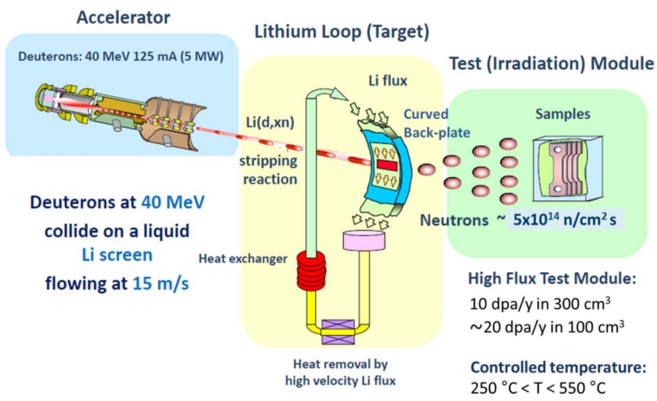 Accelerator
Deuterons: 40 MeV 125 mA (5 MW)
Deuterons at 40 MeV
collide on a liquid
Li screen
flowing at 15 m/s
Lithium Loop (Target)
Li flux
Li(d,xn)
stripping
reaction
Curved
Back-plate
Heat exchanger
Heat removal by
high velocity Li flux
Test (Irradiation) Module
Samples
Neutrons ~ 5x10¹⁴ n/cm² s
High Flux Test Module:
10 dpa/y in 300 cm³
~20 dpa/y in 100 cm³
Controlled temperature:
250 °C < T < 550 °C